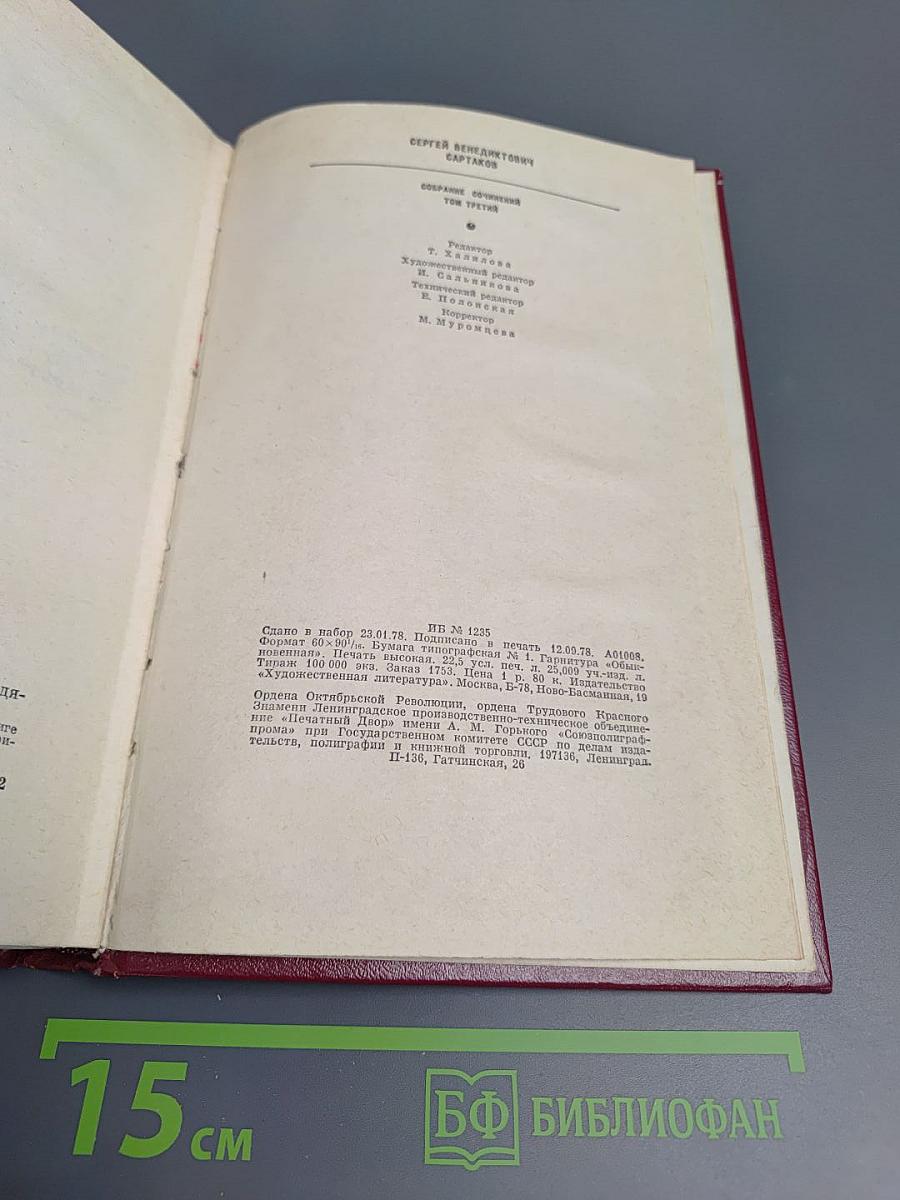 дя-
иге
ри-
2
СЕРГЕЙ ВЕНЕДИКТОВИЧ
САРТАКОВ
СОБРАНИЕ СОЧИНЕНИЙ
ТОМ ТРЕТИЙ
Редактор
Т. Халилова
Художественный редактор
И. Сальникова
Технический редактор
Е. Полонская
Корректор
М. Муромцева
ИБ № 1235
Сдано в набор 23.01.78. Подписано в печать 12.09.78. А01008.
Формат 60×90¹/₁₆. Бумага типографская № 1. Гарнитура «Обык-
новенная». Печать высокая. 22,5 усл. печ. л. 25,009 уч.-изд. л.
Тираж 100 000 экз. Заказ 1753. Цена 1 р. 80 к. Издательство
«Художественная литература». Москва, Б-78, Ново-Басманная, 19
Ордена Октябрьской Революции, ордена Трудового Красного
Знамени Ленинградское производственно-техническое объедине-
ние «Печатный Двор» имени А. М. Горького «Союзполиграф-
прома» при Государственном комитете СССР по делам изда-
тельств, полиграфии и книжной торговли. 197136, Ленинград.
П-136, Гатчинская, 26
15 см
БФ БИБЛИОФАН